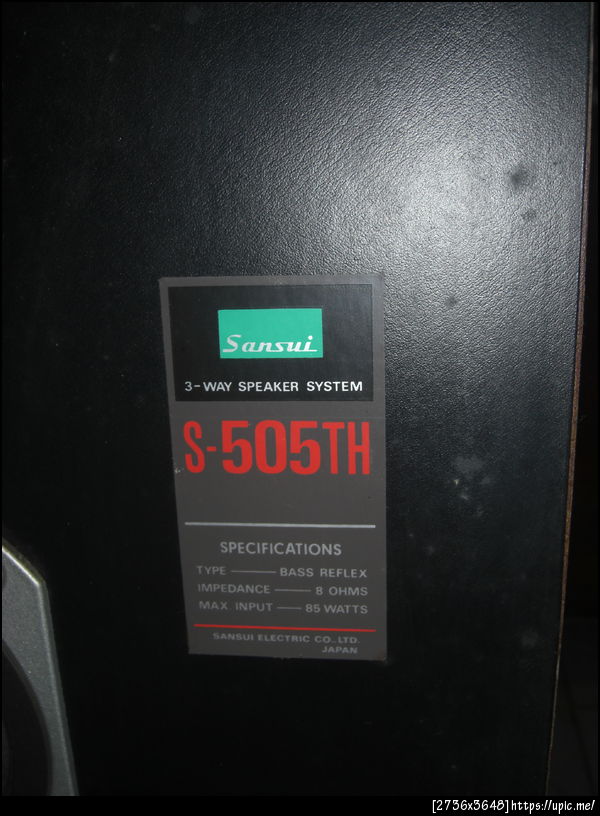 Sansui
3-WAY SPEAKER SYSTEM
S-505TH
SPECIFICATIONS
TYPE — BASS REFLEX
IMPEDANCE — 8 OHMS
MAX INPUT — 85 WATTS
SANSUI ELECTRIC CO., LTD.
JAPAN
[2736x3648]https://upic.me/